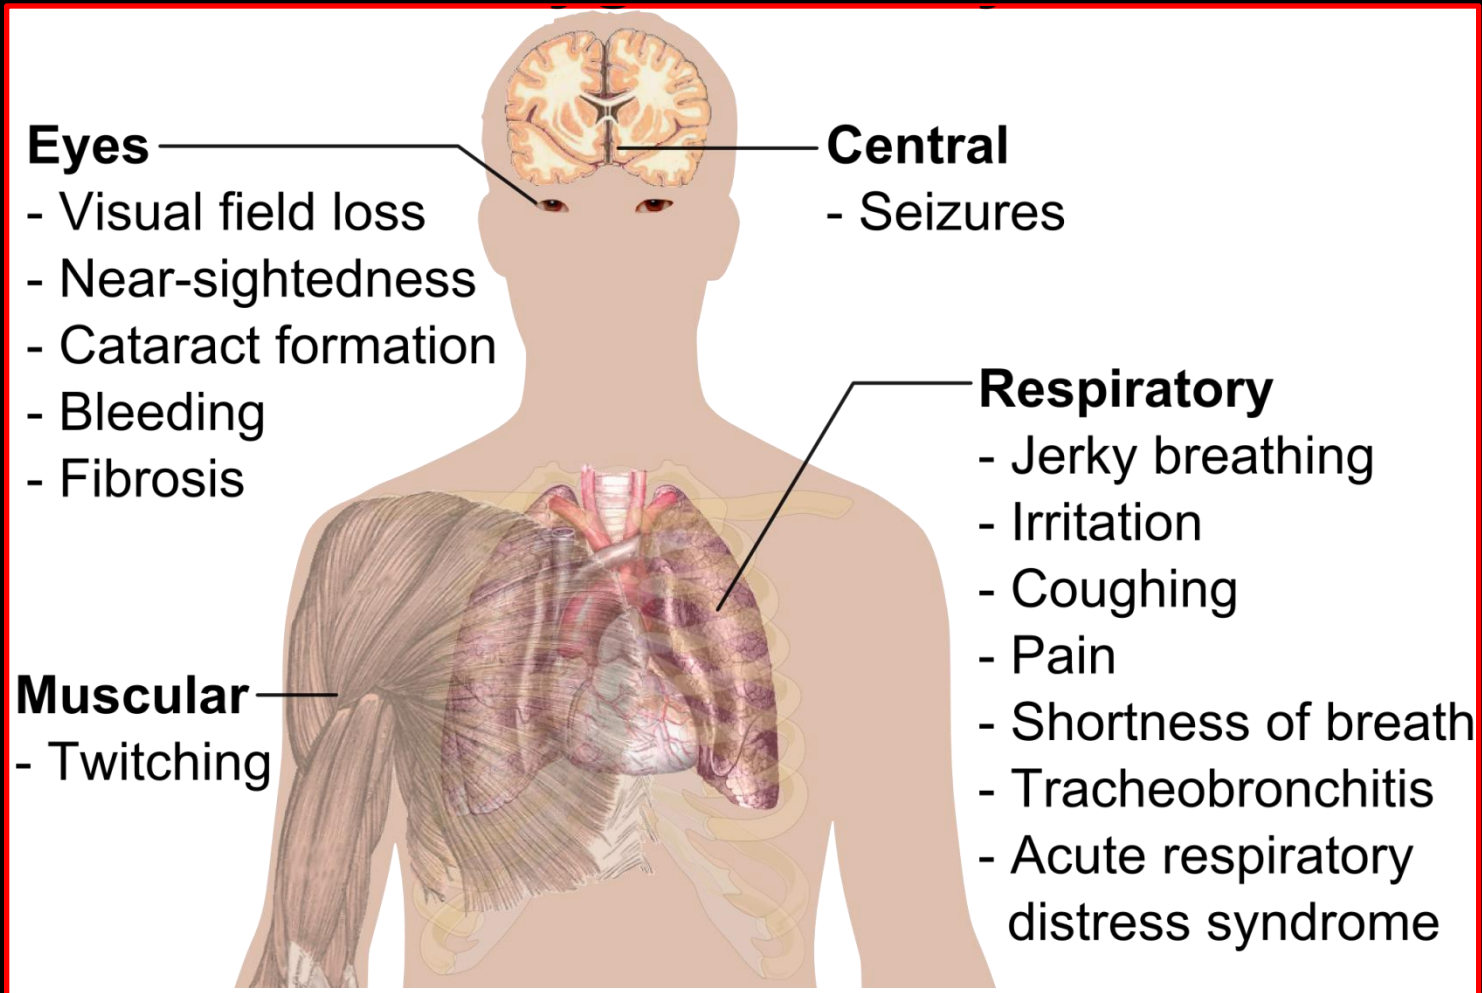 Eyes
- Visual field loss
- Near-sightedness
- Cataract formation
- Bleeding
- Fibrosis
Central
- Seizures
Respiratory
- Jerky breathing
- Irritation
- Coughing
- Pain
- Shortness of breath
- Tracheobronchitis
- Acute respiratory
distress syndrome
Muscular
- Twitching